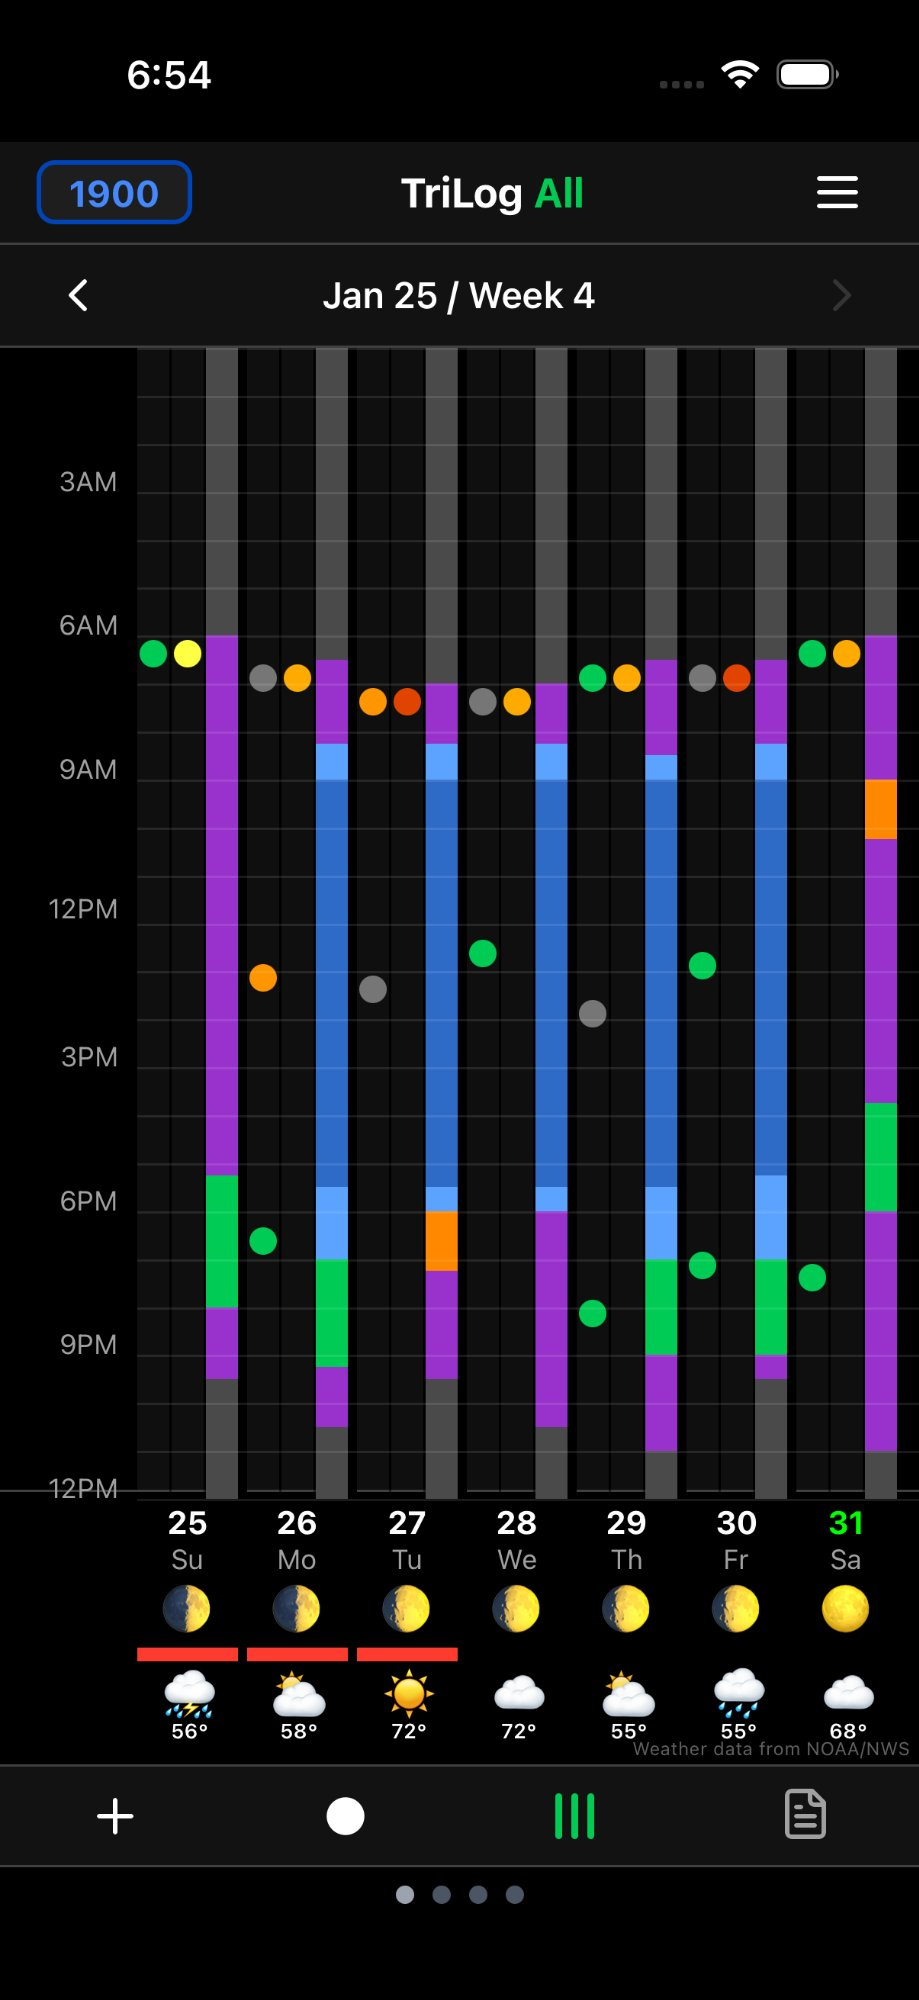 6:54
1900
TriLog All
Jan 25 / Week 4
3AM
6AM
9AM
12PM
3PM
6PM
9PM
12PM
25 26 27 28 29 30 31
Su Mo Tu We Th Fr Sa
56° 58° 72° 72° 55° 55° 68°
Weather data from NOAA/NWS